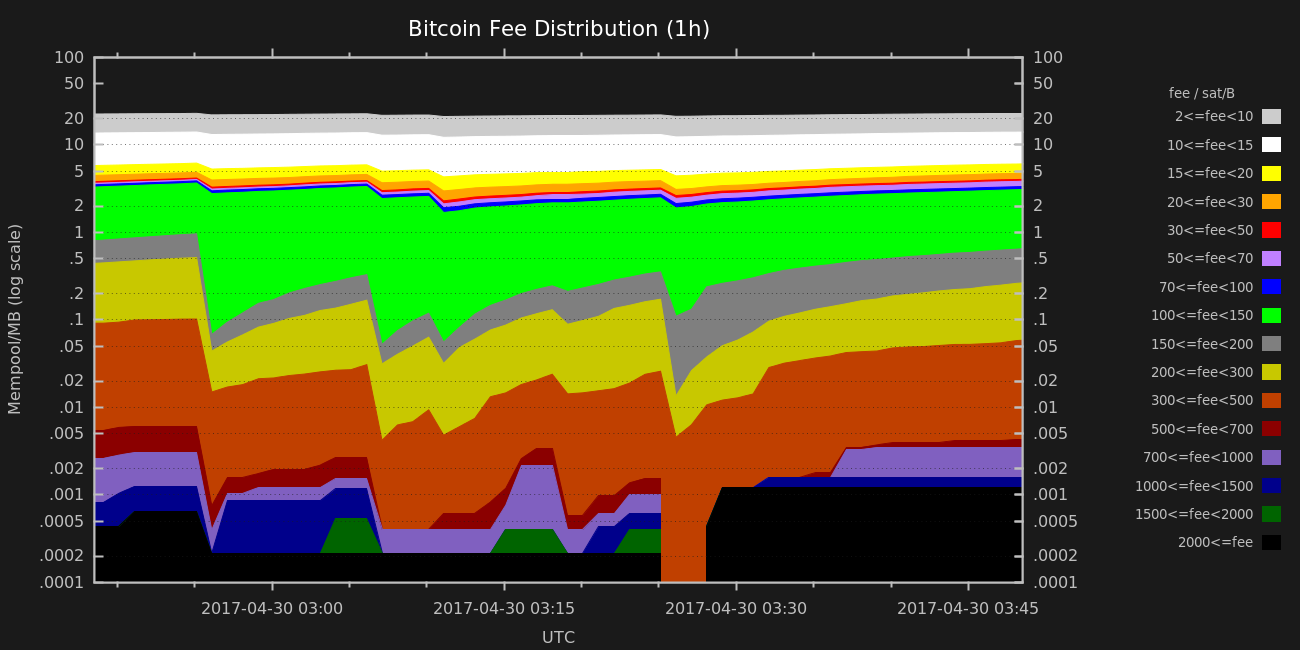 Bitcoin Fee Distribution (1h)
100
50
20
10
5
2
1
.5
.2
.1
.05
.02
.01
.005
.002
.001
.0005
.0002
.0001
Mempool/MB (log scale)
100
50
20
10
5
2
1
.5
.2
.1
.05
.02
.01
.005
.002
.001
.0005
.0002
.0001
2017-04-30 03:00
2017-04-30 03:15
2017-04-30 03:30
2017-04-30 03:45
UTC
fee / sat/B
2<=fee<10
10<=fee<15
15<=fee<20
20<=fee<30
30<=fee<50
50<=fee<70
70<=fee<100
100<=fee<150
150<=fee<200
200<=fee<300
300<=fee<500
500<=fee<700
700<=fee<1000
1000<=fee<1500
1500<=fee<2000
2000<=fee